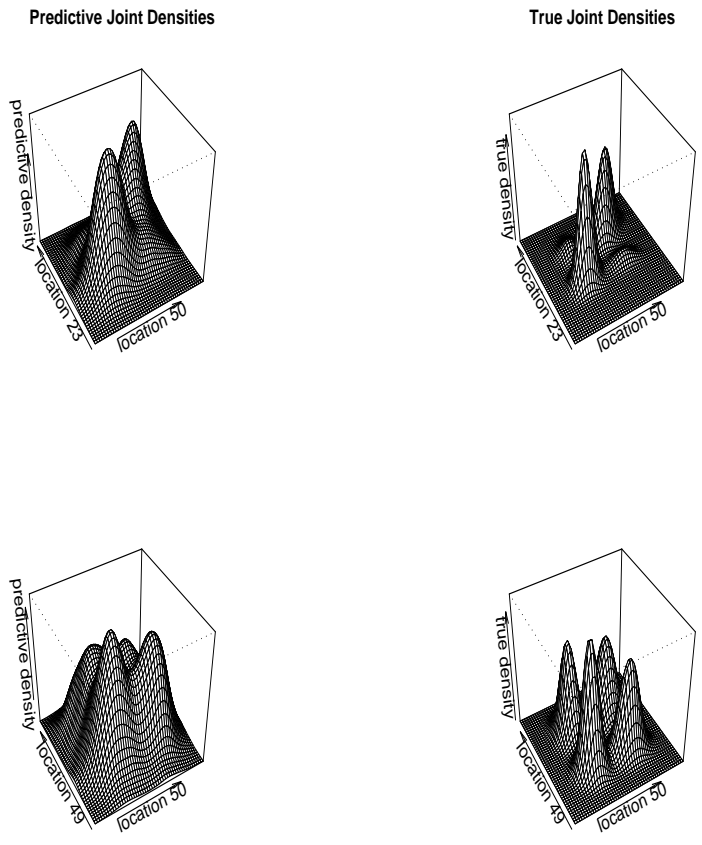 Predictive Joint Densities
True Joint Densities
predictive density
location 23
location 50
true density
location 23
location 50
predictive density
location 49
location 50
true density
location 49
location 50